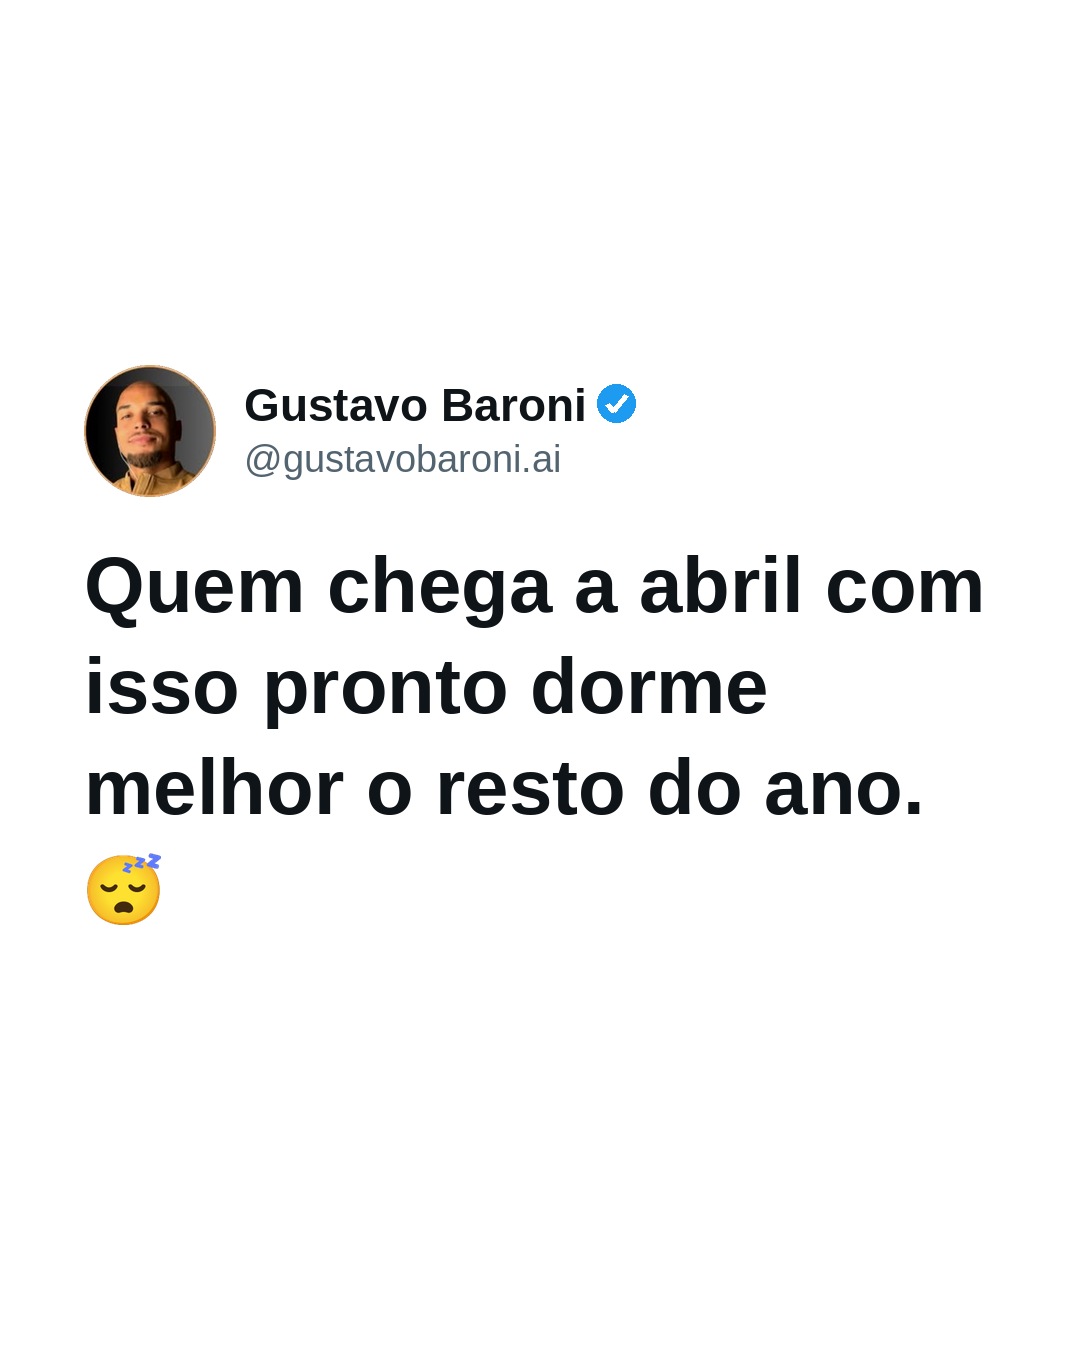 Gustavo Baroni
@gustavobaroni.ai
Quem chega a abril com
isso pronto dorme
melhor o resto do ano.
😴